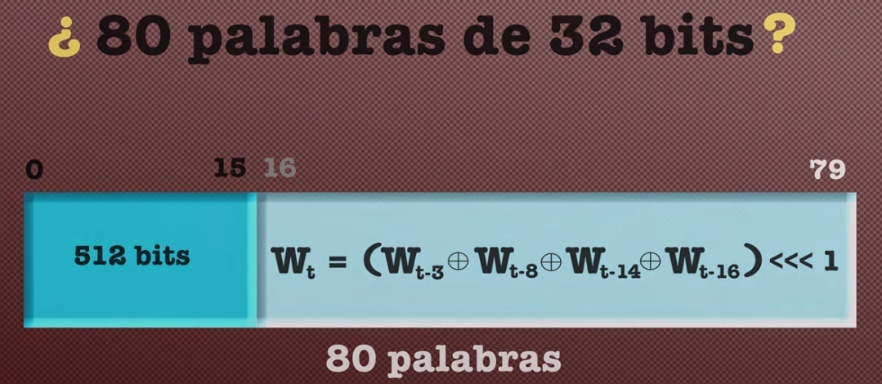 ¿ 80 palabras de 32 bits?
0 15 16 79
512 bits
Wₜ = (Wₜ₋₃ ⊕ Wₜ₋₈ ⊕ Wₜ₋₁₄ ⊕ Wₜ₋₁₆) <<< 1
80 palabras